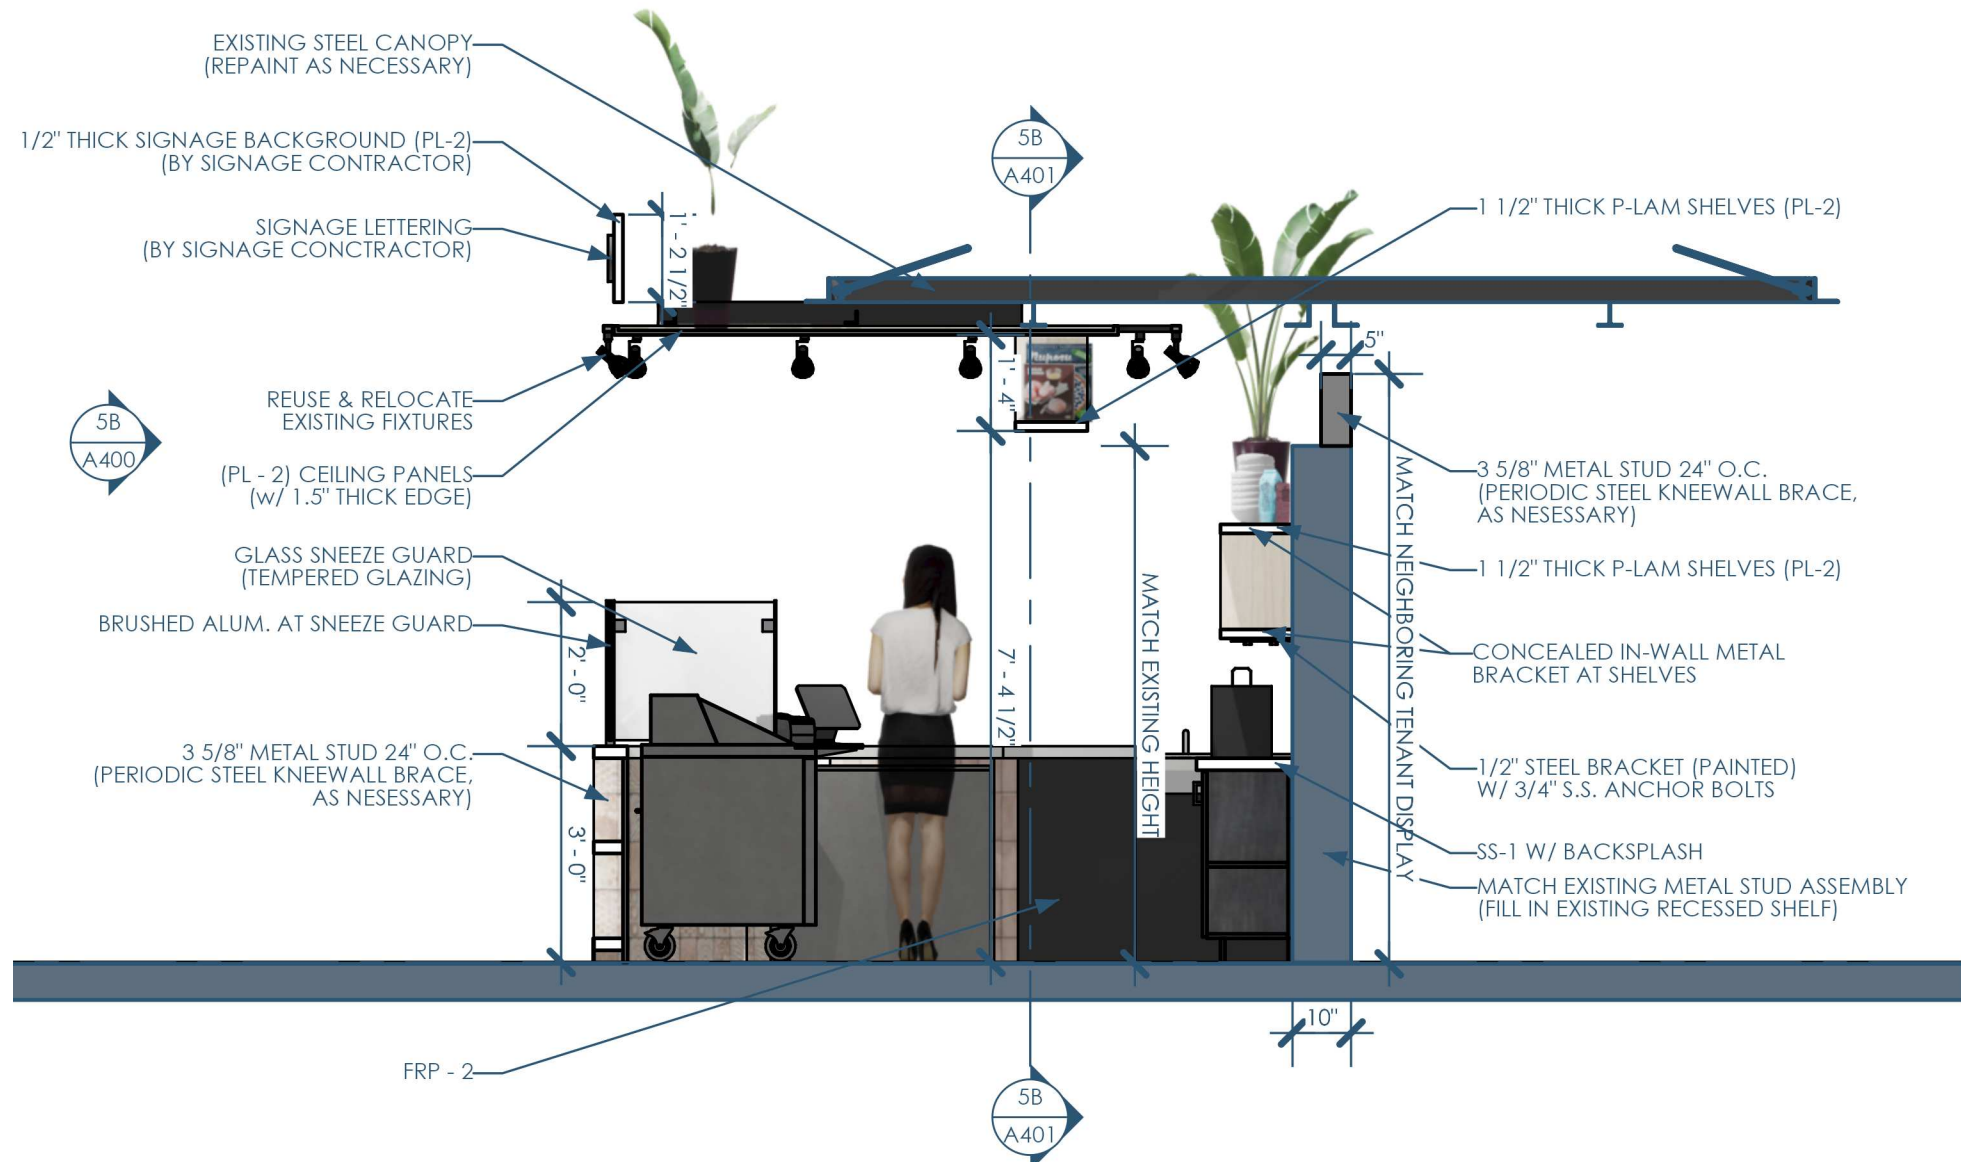 EXISTING STEEL CANOPY
(REPAINT AS NECESSARY)
1/2" THICK SIGNAGE BACKGROUND (PL-2)
(BY SIGNAGE CONTRACTOR)
SIGNAGE LETTERING
(BY SIGNAGE CONCTRACTOR)
REUSE & RELOCATE
EXISTING FIXTURES
5B
A400
(PL - 2) CEILING PANELS
(w/ 1.5" THICK EDGE)
GLASS SNEEZE GUARD
(TEMPERED GLAZING)
BRUSHED ALUM. AT SNEEZE GUARD
3 5/8" METAL STUD 24" O.C.
(PERIODIC STEEL KNEEWALL BRACE,
AS NESESSARY)
FRP - 2
5B
A401
1' - 2 1/2"
1' - 4"
5"
2' - 0"
3' - 0"
7' - 4 1/2"
MATCH EXISTING HEIGHT
MATCH NEIGHBORING TENANT DISPLAY
10"
5B
A401
1 1/2" THICK P-LAM SHELVES (PL-2)
3 5/8" METAL STUD 24" O.C.
(PERIODIC STEEL KNEEWALL BRACE,
AS NESESSARY)
1 1/2" THICK P-LAM SHELVES (PL-2)
CONCEALED IN-WALL METAL
BRACKET AT SHELVES
1/2" STEEL BRACKET (PAINTED)
W/ 3/4" S.S. ANCHOR BOLTS
SS-1 W/ BACKSPLASH
MATCH EXISTING METAL STUD ASSEMBLY
(FILL IN EXISTING RECESSED SHELF)